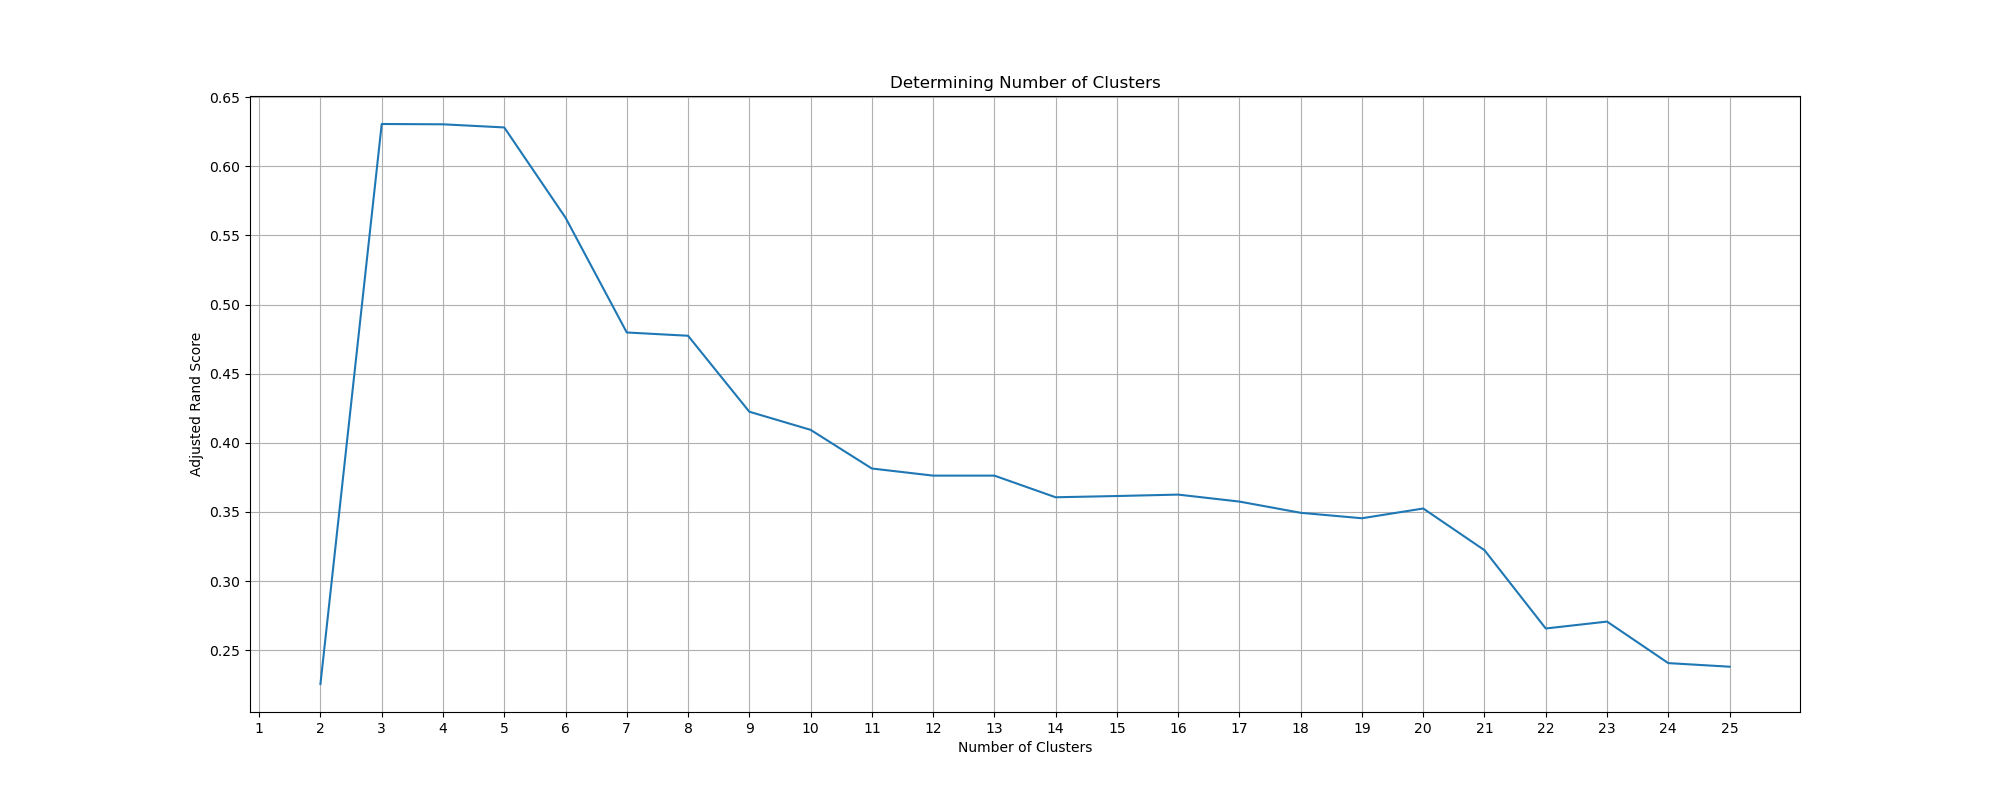 Determining Number of Clusters
0.65
0.60
0.55
0.50
0.45
0.40
0.35
0.30
0.25
Adjusted Rand Score
1 2 3 4 5 6 7 8 9 10 11 12 13 14 15 16 17 18 19 20 21 22 23 24 25
Number of Clusters